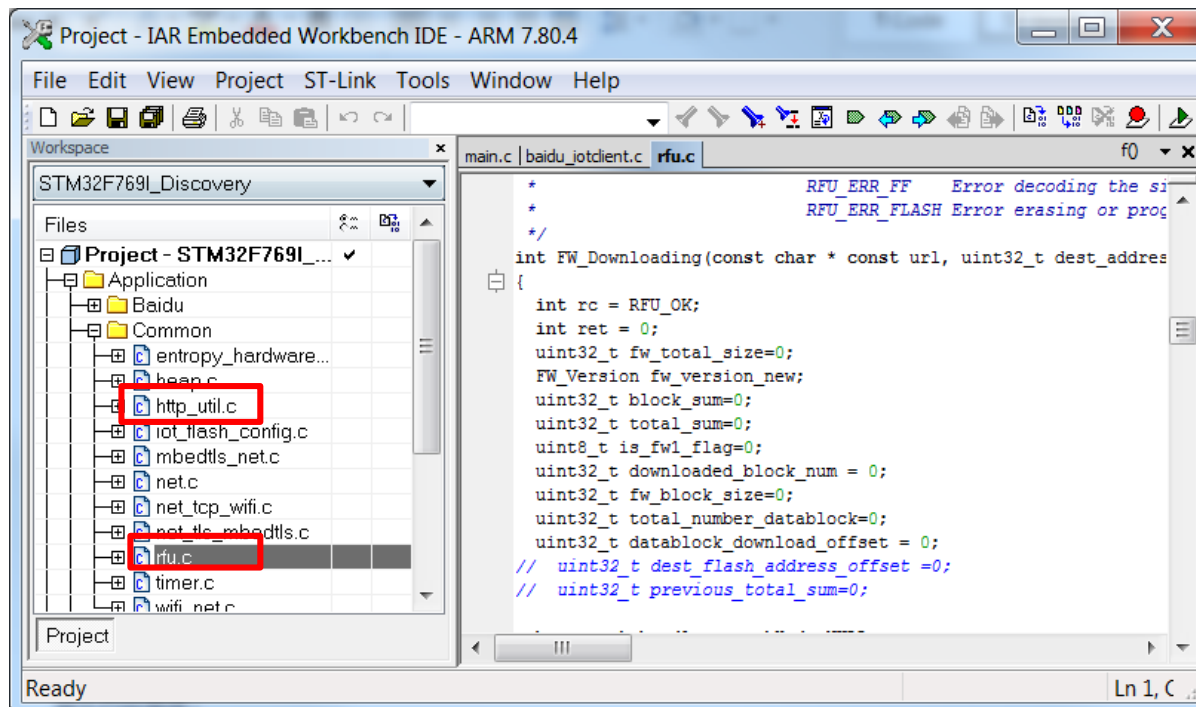 Project - IAR Embedded Workbench IDE - ARM 7.80.4
File Edit View Project ST-Link Tools Window Help
Workspace
STM32F769I_Discovery
Files
Project - STM32F769I_...
Application
Baidu
Common
entropy_hardware...
heap.c
http_util.c
iot_flash_config.c
mbedtls_net.c
net.c
net_tcp_wifi.c
net_tls_mbedtls.c
rfu.c
timer.c
wifi_net.c
Project
main.c | baidu_iotclient.c rfu.c
f()
* RFU_ERR_FF Error decoding the si
* RFU_ERR_FLASH Error erasing or prog
*/
int FW_Downloading(const char * const url, uint32_t dest_addres
{
int rc = RFU_OK;
int ret = 0;
uint32_t fw_total_size=0;
FW_Version fw_version_new;
uint32_t block_sum=0;
uint32_t total_sum=0;
uint8_t is_fw1_flag=0;
uint32_t downloaded_block_num = 0;
uint32_t fw_block_size=0;
uint32_t total_number_datablock=0;
uint32_t datablock_download_offset = 0;
// uint32_t dest_flash_address_offset =0;
// uint32_t previous_total_sum=0;
Ready
Ln 1, C